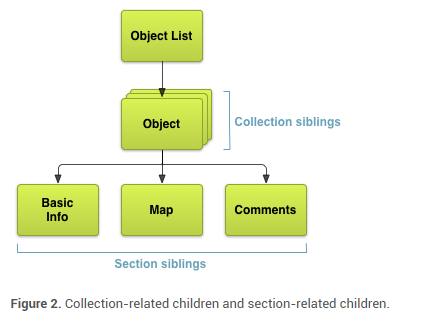 Object List
Object
Collection siblings
Basic
Info
Map
Comments
Section siblings
Figure 2. Collection-related children and section-related children.